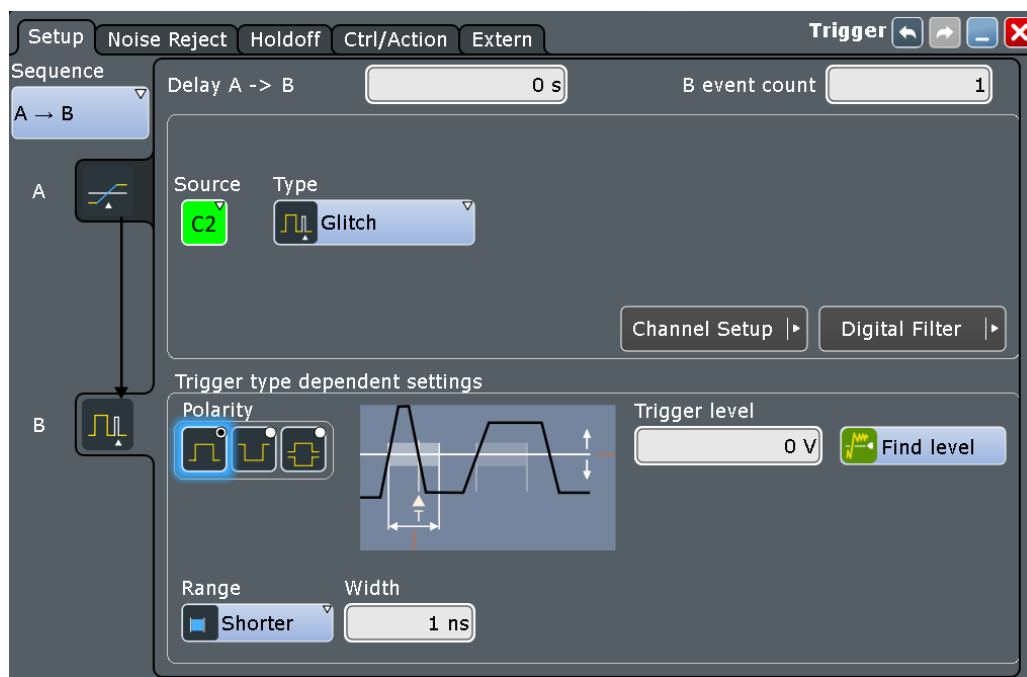 Setup Noise Reject Holdoff Ctrl/Action Extern Trigger
Sequence
A → B
Delay A -> B 0 s B event count 1
A
Source Type
C2 Glitch
Channel Setup Digital Filter
Trigger type dependent settings
B
Polarity
Trigger level
0 V Find level
T
Range Width
Shorter 1 ns